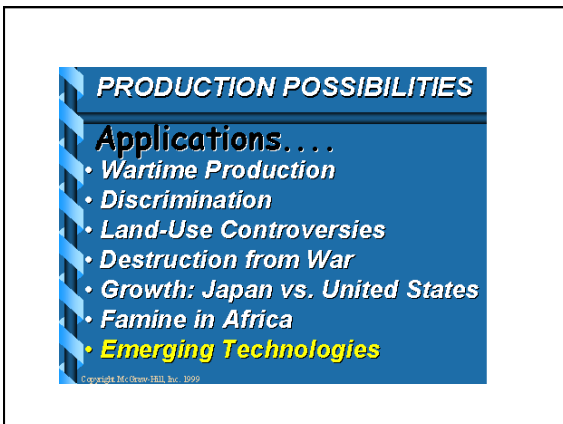 PRODUCTION POSSIBILITIES
Applications....
• Wartime Production
• Discrimination
• Land-Use Controversies
• Destruction from War
• Growth: Japan vs. United States
• Famine in Africa
• Emerging Technologies
Copyright McGraw-Hill, Inc. 1999